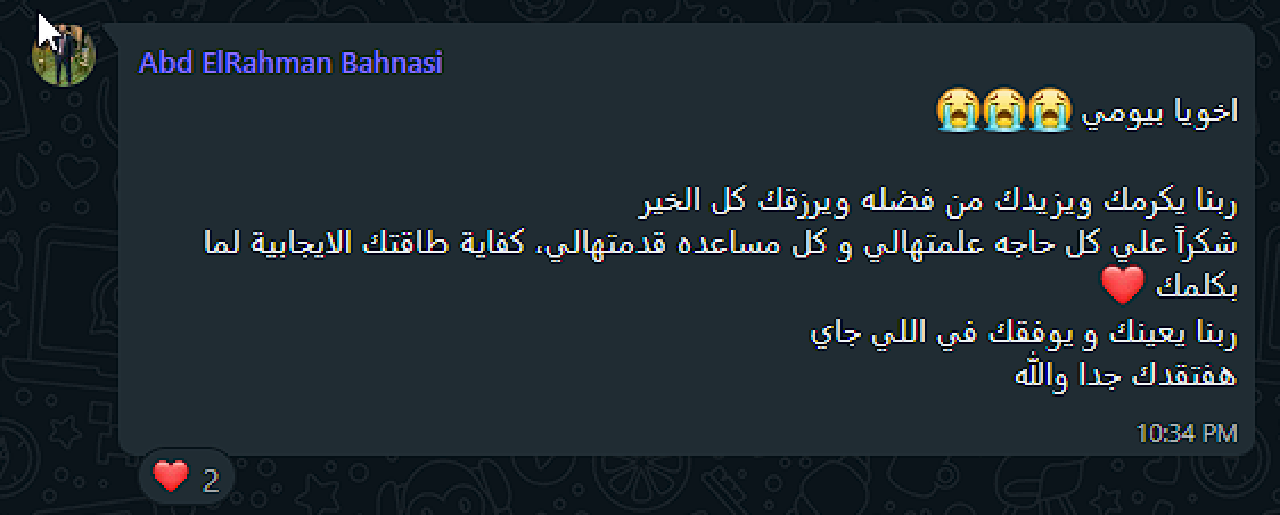 Abd ElRahman Bahnasi
اخويا بيومي 😭😭😭
ربنا يكرمك ويزيدك من فضله ويرزقك كل الخير
شكراً علي كل حاجه علمتهالي و كل مساعده قدمتهالي، كفاية طاقتك الايجابية لما
بكلمك ❤️
ربنا يعينك و يوفقك في اللي جاي
هفتقدك جدا والله
10:34 PM
❤️ 2